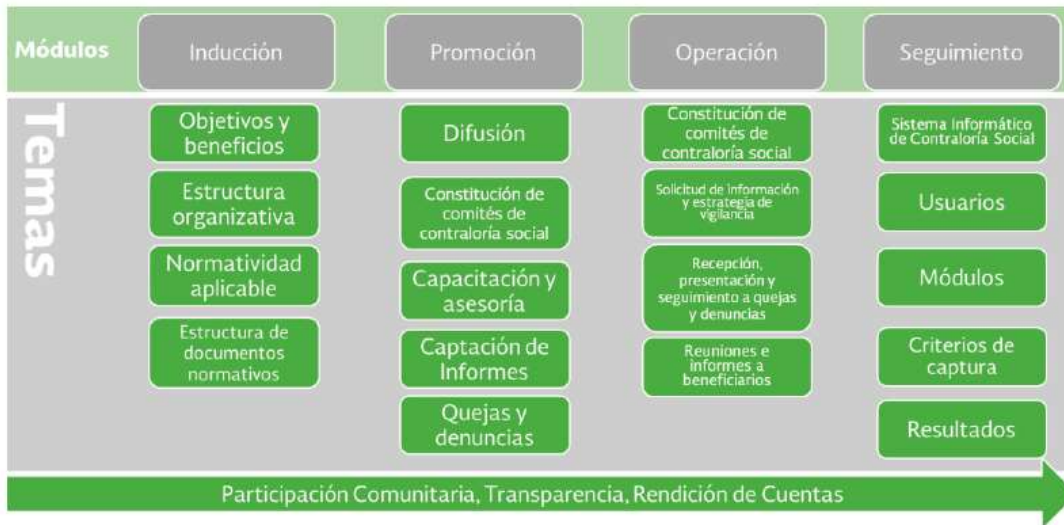 Módulos
Inducción
Promoción
Operación
Seguimiento
Temas
Objetivos y
beneficios
Estructura
organizativa
Normatividad
aplicable
Estructura de
documentos
normativos
Difusión
Constitución de
comités de
contraloría social
Capacitación y
asesoría
Captación de
Informes
Quejas y
denuncias
Constitución de
comités de
contraloría social
Solicitud de información
y estrategia de
vigilancia
Recepción,
presentación y
seguimiento a quejas
y denuncias
Reuniones e
informes a
beneficiarios
Sistema Informático
de Contraloría Social
Usuarios
Módulos
Criterios de
captura
Resultados
Participación Comunitaria, Transparencia, Rendición de Cuentas